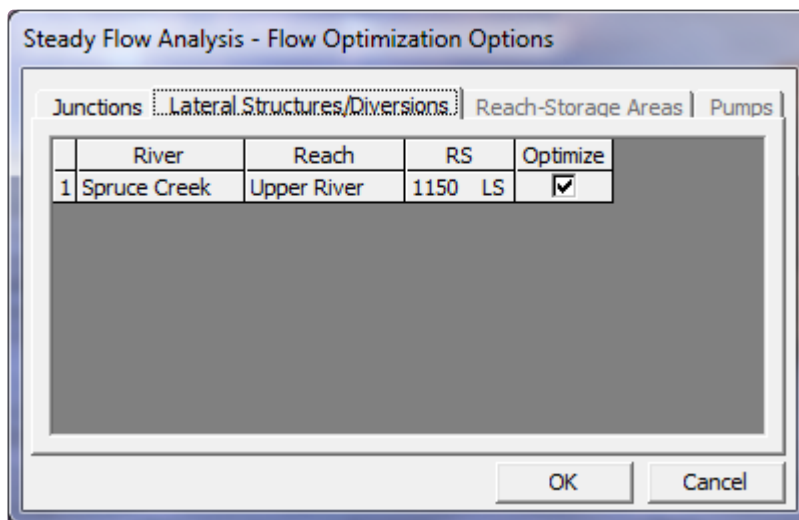 Steady Flow Analysis - Flow Optimization Options
Junctions Lateral Structures/Diversions Reach-Storage Areas Pumps
River Reach RS Optimize
1 Spruce Creek Upper River 1150 LS
OK Cancel